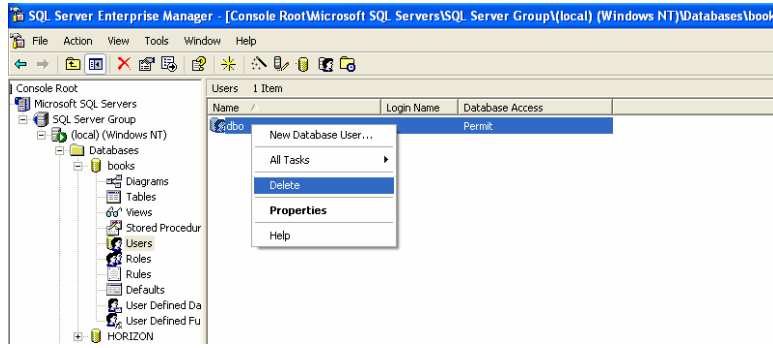 SQL Server Enterprise Manager - [Console Root\Microsoft SQL Servers\SQL Server Group\(local) (Windows NT)\Databases\book
File Action View Tools Window Help
Console Root
Microsoft SQL Servers
SQL Server Group
(local) (Windows NT)
Databases
books
Diagrams
Tables
Views
Stored Procedur
Users
Roles
Rules
Defaults
User Defined Da
User Defined Fu
HORIZON
Users 1 Item
Name Login Name Database Access
dbo Permit
New Database User...
All Tasks
Delete
Properties
Help